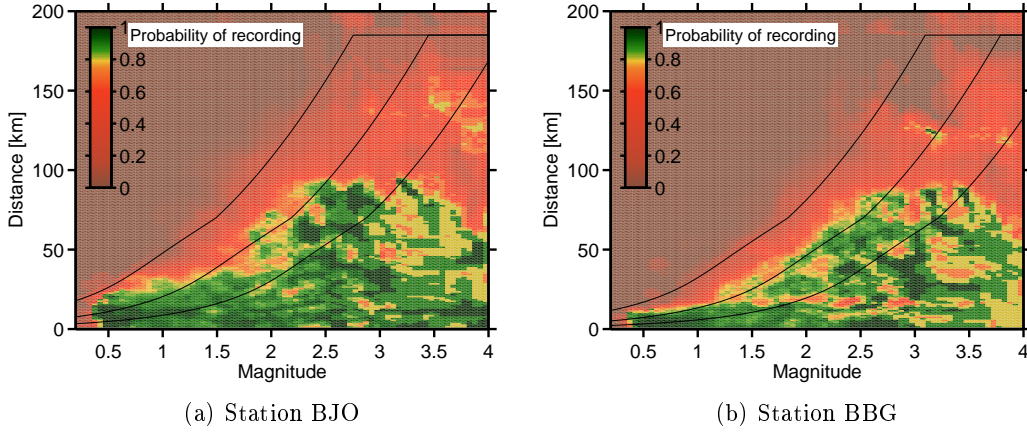 200
150
100
50
0
Distance [km]
Probability of recording
1
0.8
0.6
0.4
0.2
0
0.5 1 1.5 2 2.5 3 3.5 4
Magnitude
(a) Station BJO
200
150
100
50
0
Distance [km]
Probability of recording
1
0.8
0.6
0.4
0.2
0
0.5 1 1.5 2 2.5 3 3.5 4
Magnitude
(b) Station BBG